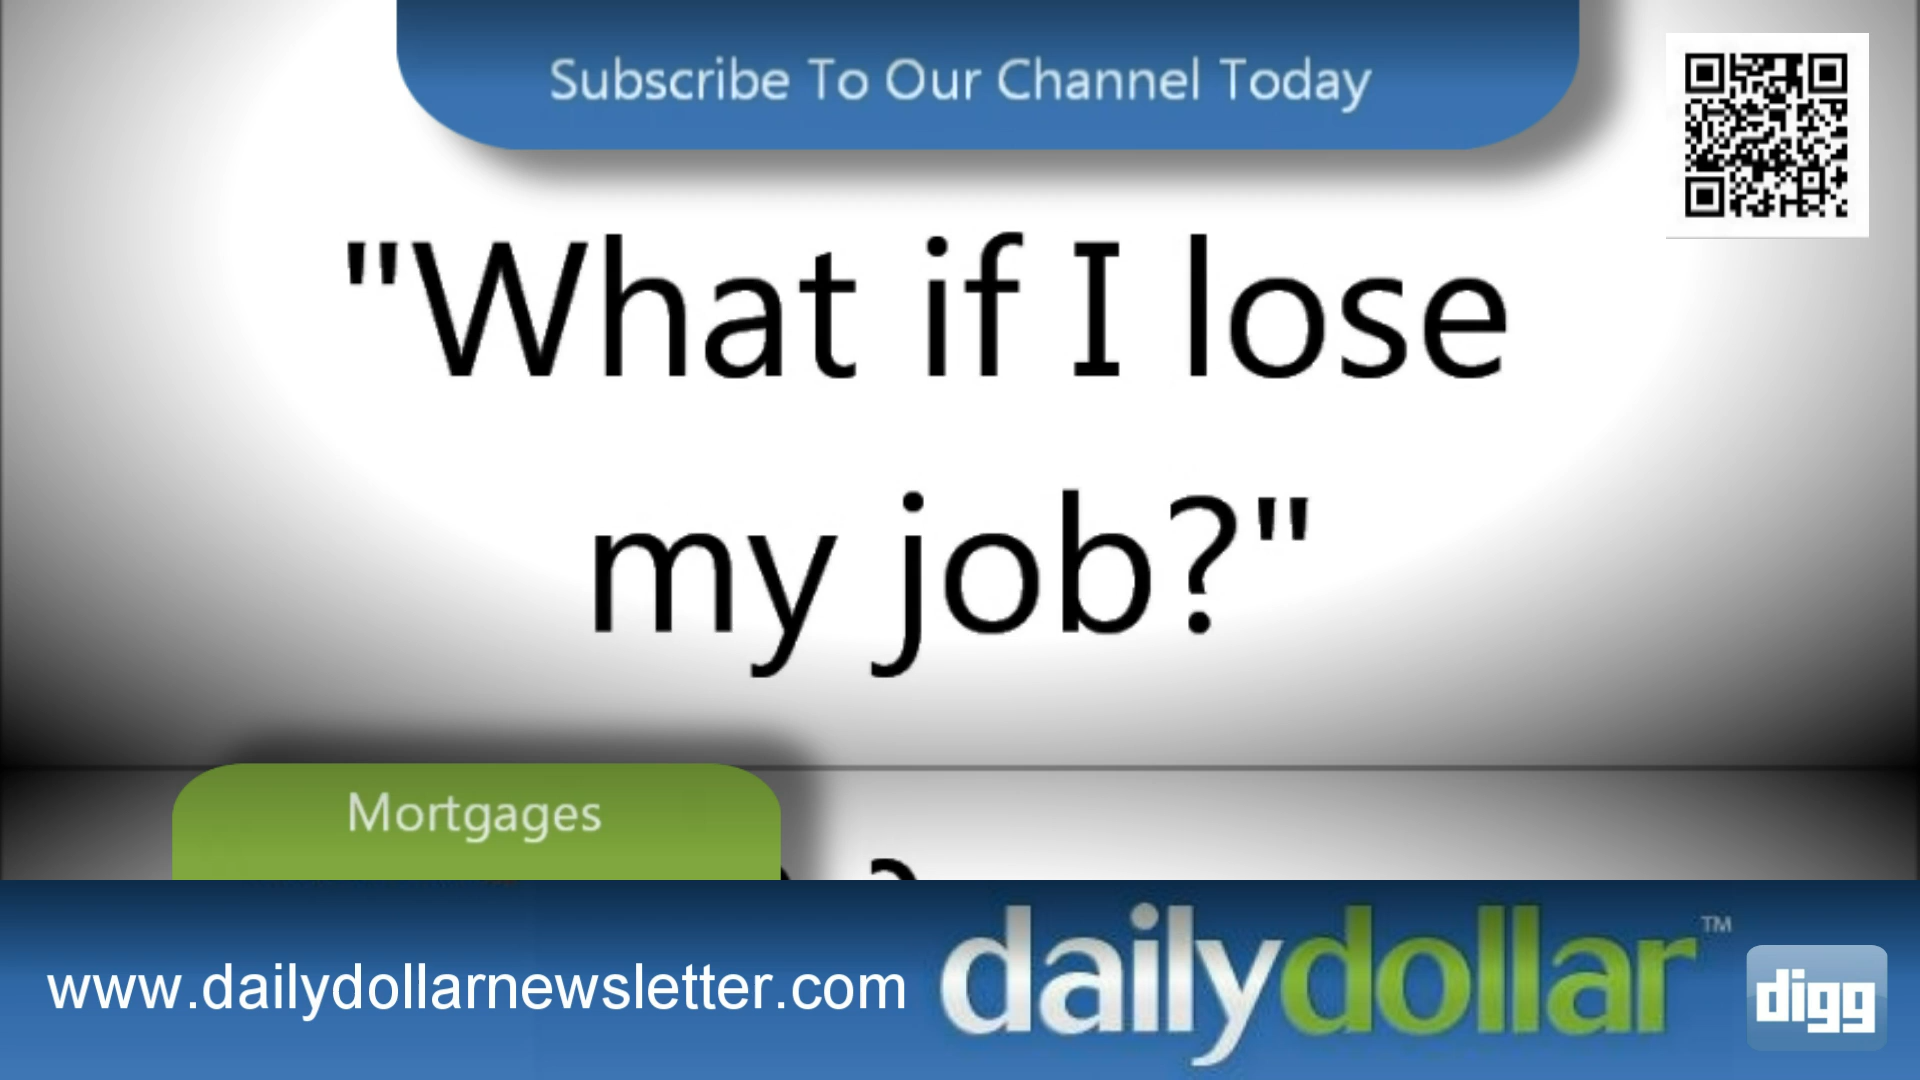 Subscribe To Our Channel Today
"What if I lose
my job?"
Mortgages
www.dailydollarnewsletter.com
dailydollar™
digg